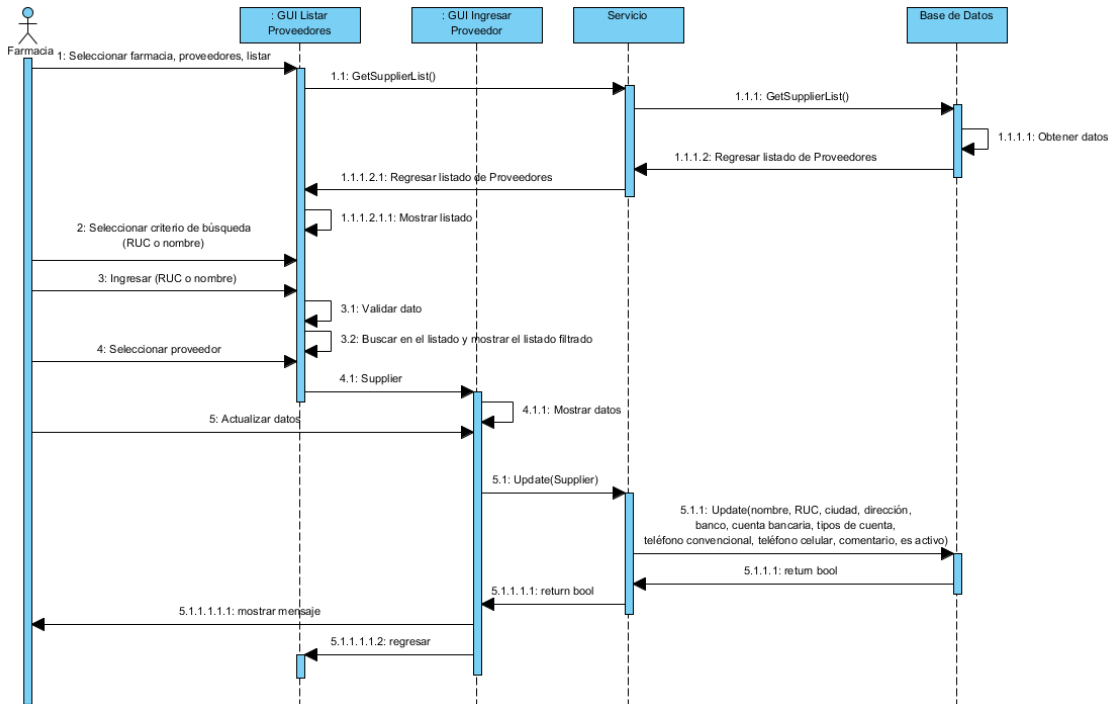 : GUI Listar
Proveedores
: GUI Ingresar
Proveedor
Servicio
Base de Datos
Farmacia
1: Seleccionar farmacia, proveedores, listar
1.1: GetSupplierList()
1.1.1: GetSupplierList()
1.1.1.1: Obtener datos
1.1.1.2: Regresar listado de Proveedores
1.1.1.2.1: Regresar listado de Proveedores
1.1.1.2.1.1: Mostrar listado
2: Seleccionar criterio de búsqueda
(RUC o nombre)
3: Ingresar (RUC o nombre)
3.1: Validar dato
3.2: Buscar en el listado y mostrar el listado filtrado
4: Seleccionar proveedor
4.1: Supplier
4.1.1: Mostrar datos
5: Actualizar datos
5.1: Update(Supplier)
5.1.1: Update(nombre, RUC, ciudad, dirección,
banco, cuenta bancaria, tipos de cuenta,
teléfono convencional, teléfono celular, comentario, es activo)
5.1.1.1: return bool
5.1.1.1.1: return bool
5.1.1.1.1.1: mostrar mensaje
5.1.1.1.1.2: regresar